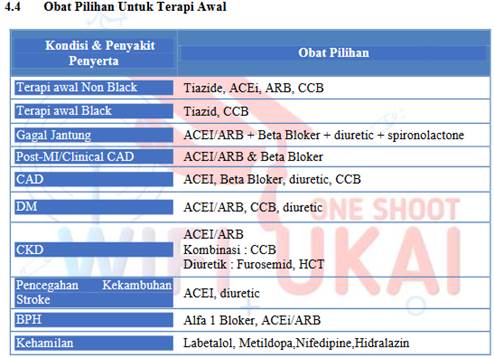 4.4 Obat Pilihan Untuk Terapi Awal
Kondisi & Penyakit Penyerta
Obat Pilihan
Terapi awal Non Black
Tiazide, ACEi, ARB, CCB
Terapi awal Black
Tiazid, CCB
Gagal Jantung
ACEI/ARB + Beta Bloker + diuretic + spironolactone
Post-MI/Clinical CAD
ACEI/ARB & Beta Bloker
CAD
ACEI, Beta Bloker, diuretic, CCB
DM
ACEI/ARB, CCB, diuretic
CKD
ACEI/ARB
Kombinasi : CCB
Diuretik : Furosemid, HCT
Pencegahan Kekambuhan
Stroke
ACEI, diuretic
BPH
Alfa 1 Bloker, ACEi/ARB
Kehamilan
Labetalol, Metildopa,Nifedipine,Hidralazin
ONE SHOOT
UKAI